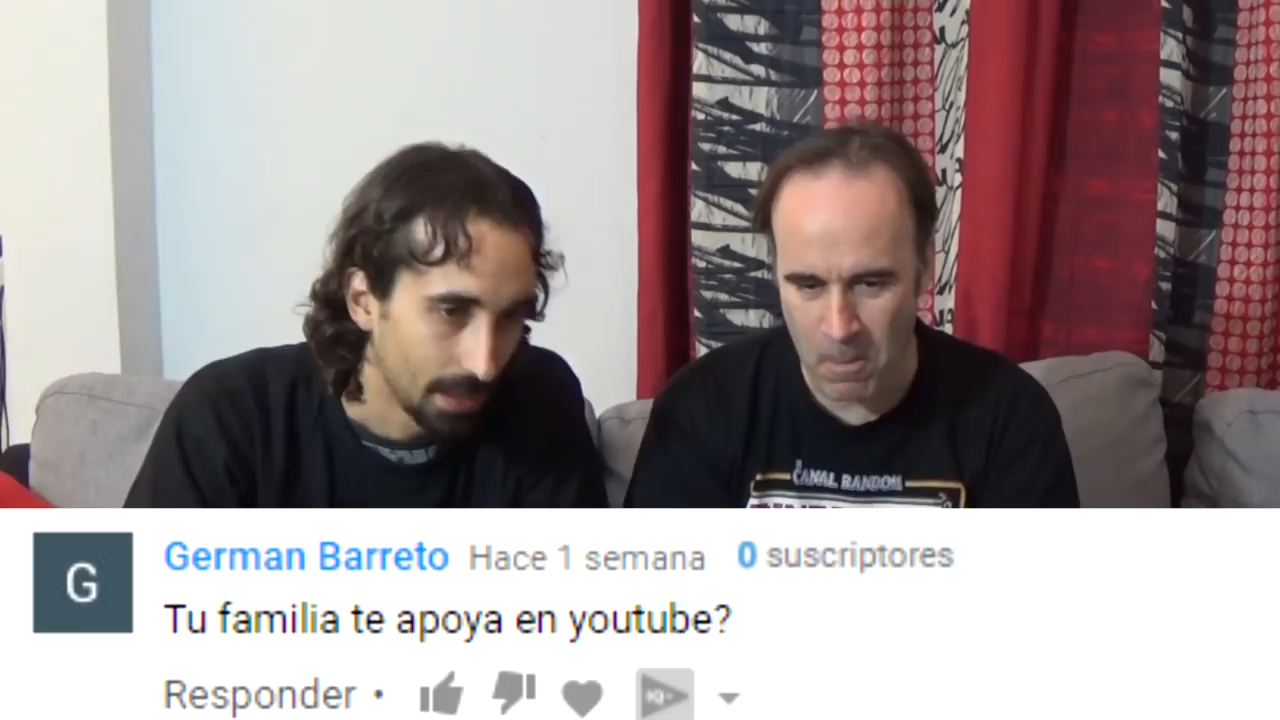 CANAL RANDOM
G
German Barreto Hace 1 semana 0 suscriptores
Tu familia te apoya en youtube?
Responder •